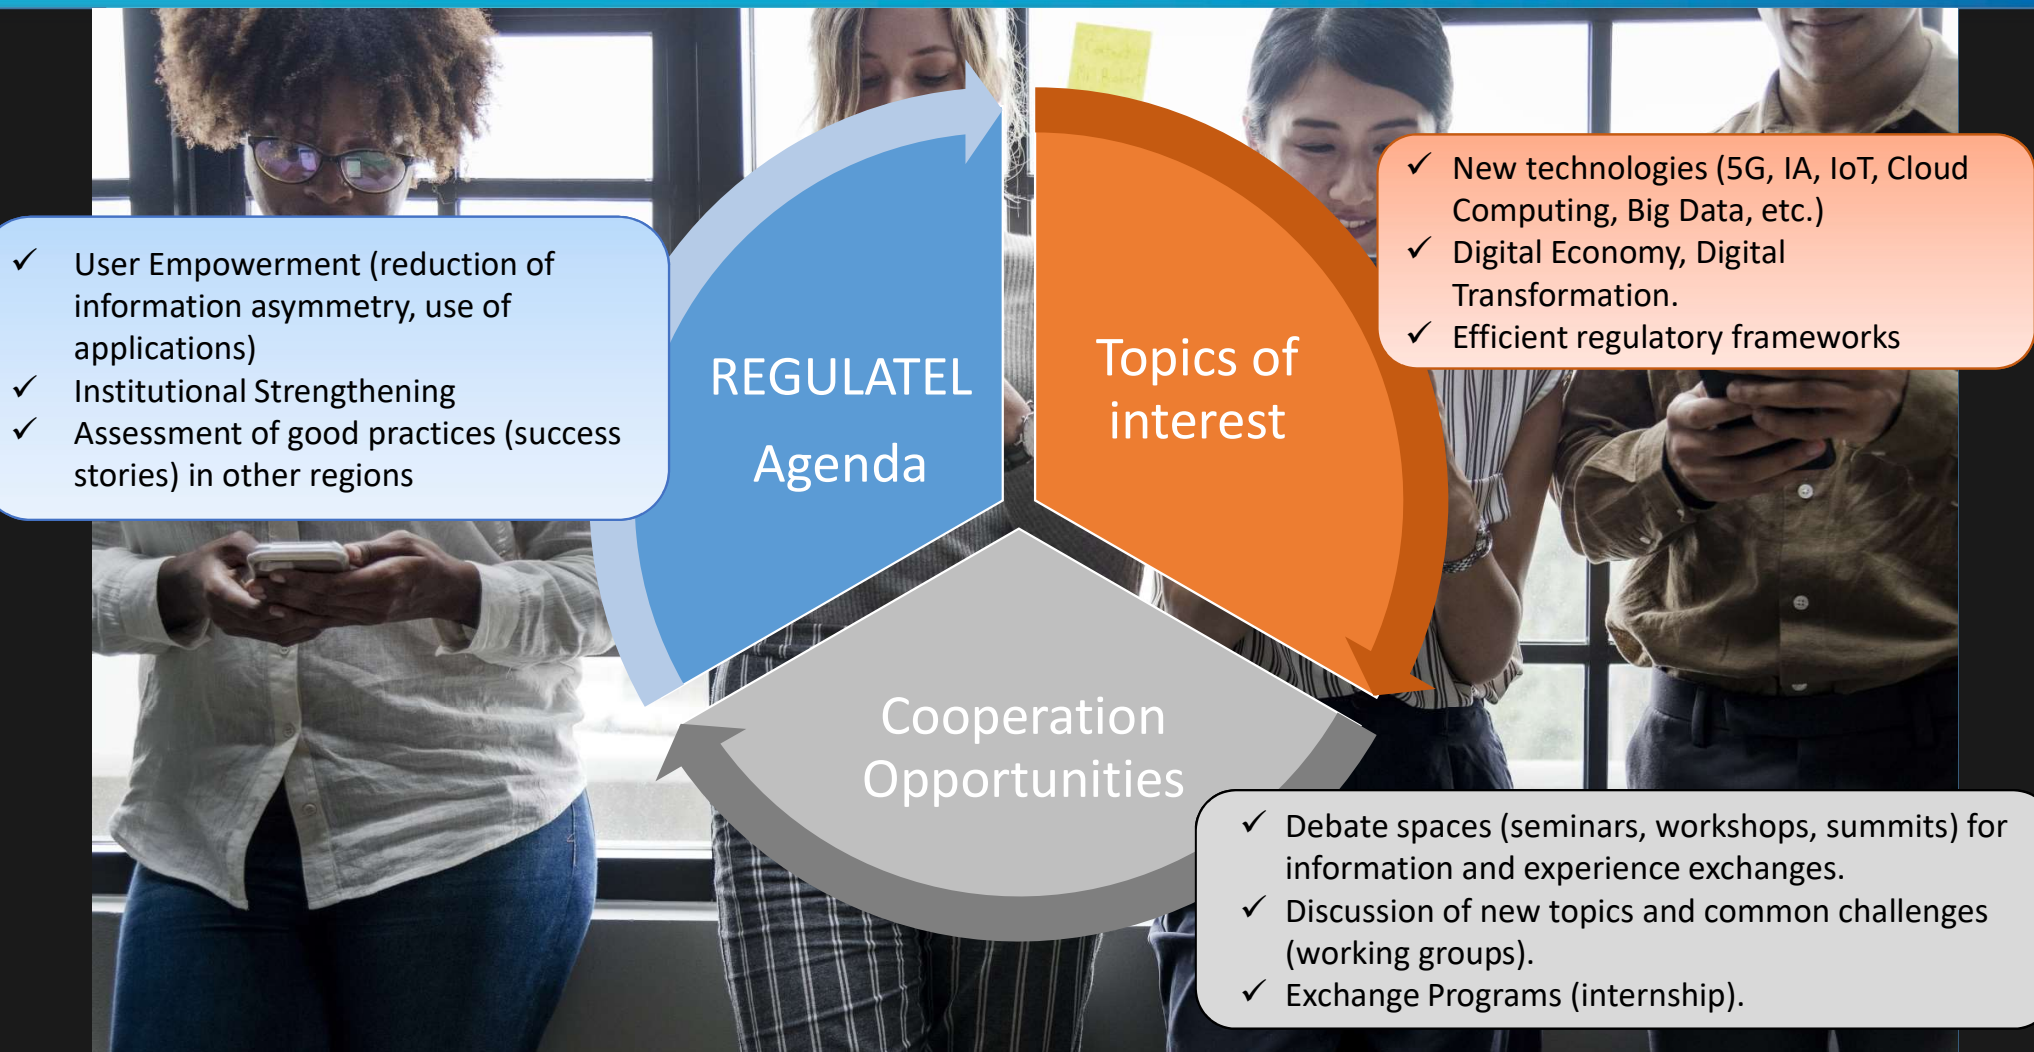 REGULATEL
Agenda
✓ User Empowerment (reduction of
information asymmetry, use of
applications)
✓ Institutional Strengthening
✓ Assessment of good practices (success
stories) in other regions
Topics of
interest
✓ New technologies (5G, IA, IoT, Cloud
Computing, Big Data, etc.)
✓ Digital Economy, Digital
Transformation.
✓ Efficient regulatory frameworks
Cooperation
Opportunities
✓ Debate spaces (seminars, workshops, summits) for
information and experience exchanges.
✓ Discussion of new topics and common challenges
(working groups).
✓ Exchange Programs (internship).